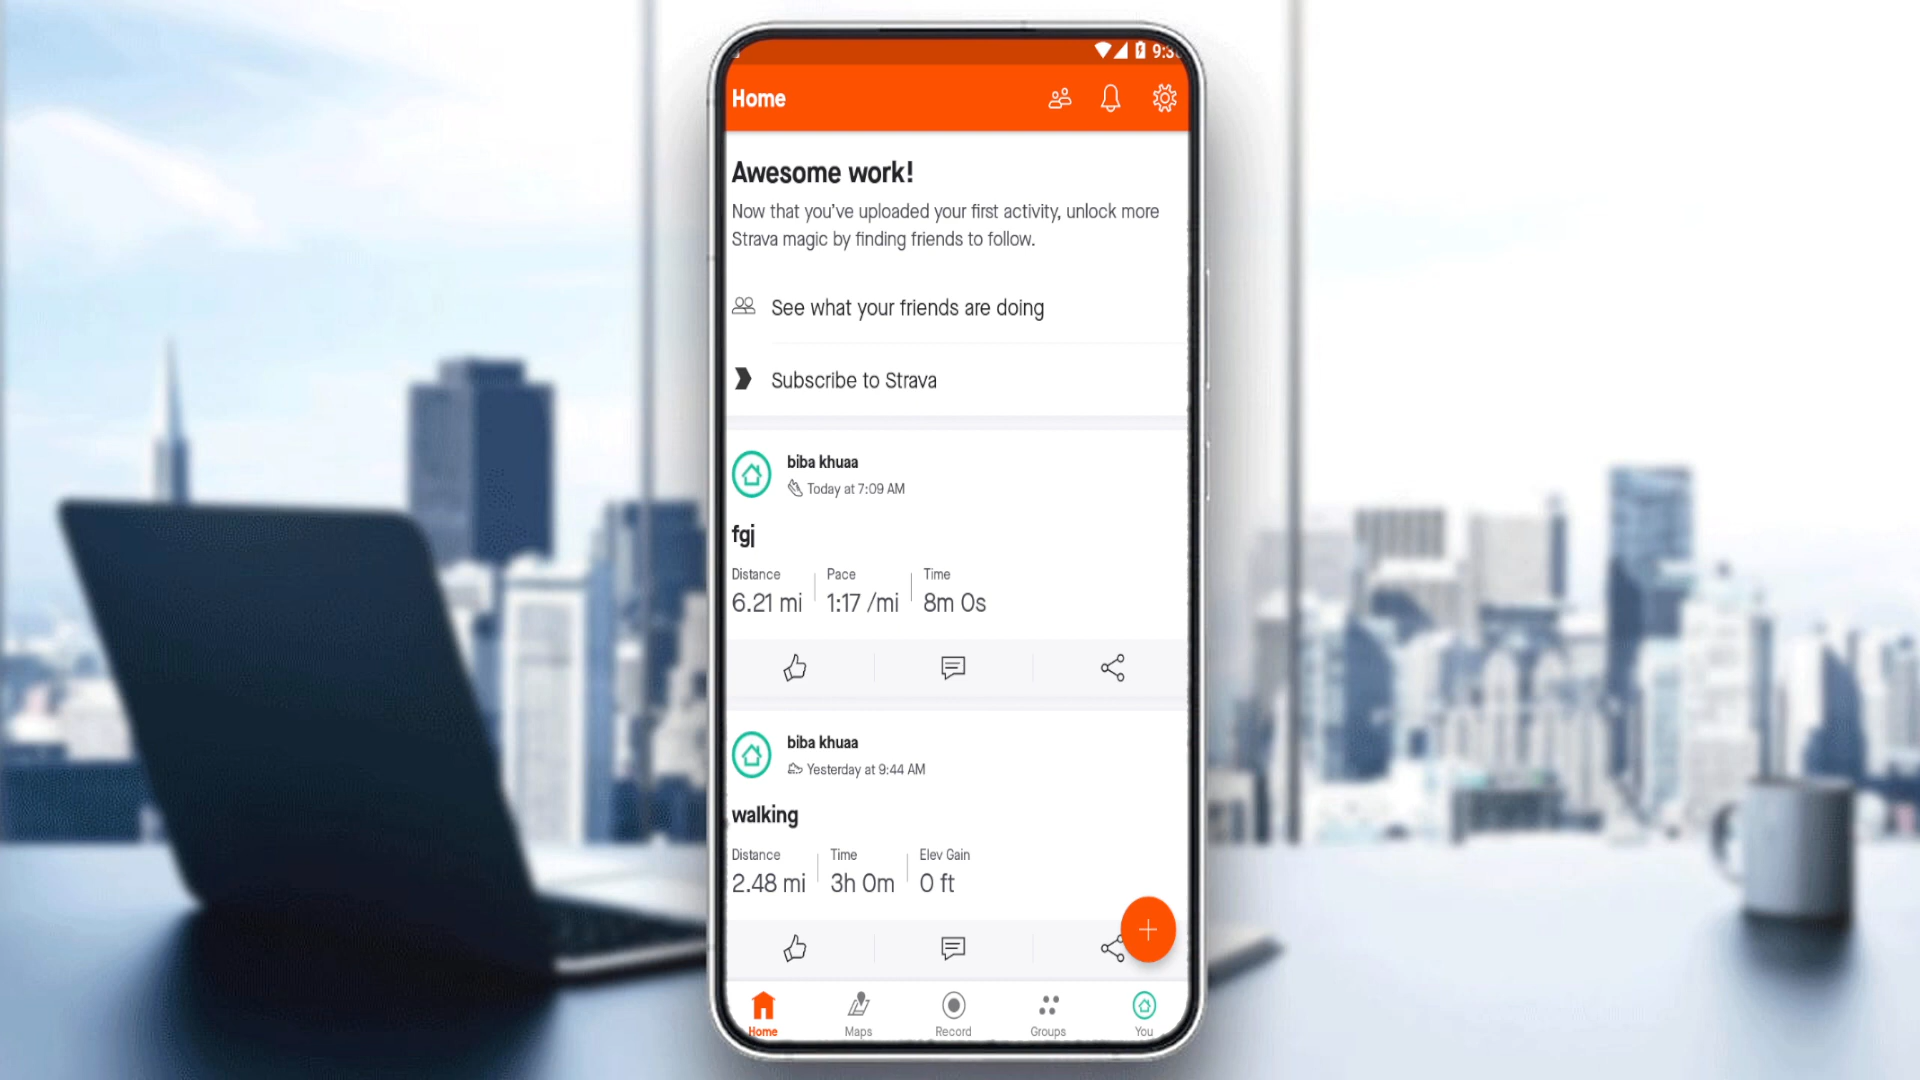 9:3
Home
Awesome work!
Now that you've uploaded your first activity, unlock more
Strava magic by finding friends to follow.
See what your friends are doing
Subscribe to Strava
biba khuaa
Today at 7:09 AM
fgj
Distance Pace Time
6.21 mi 1:17 /mi 8m 0s
biba khuaa
Yesterday at 9:44 AM
walking
Distance Time Elev Gain
2.48 mi 3h 0m 0 ft
Home Maps Record Groups You